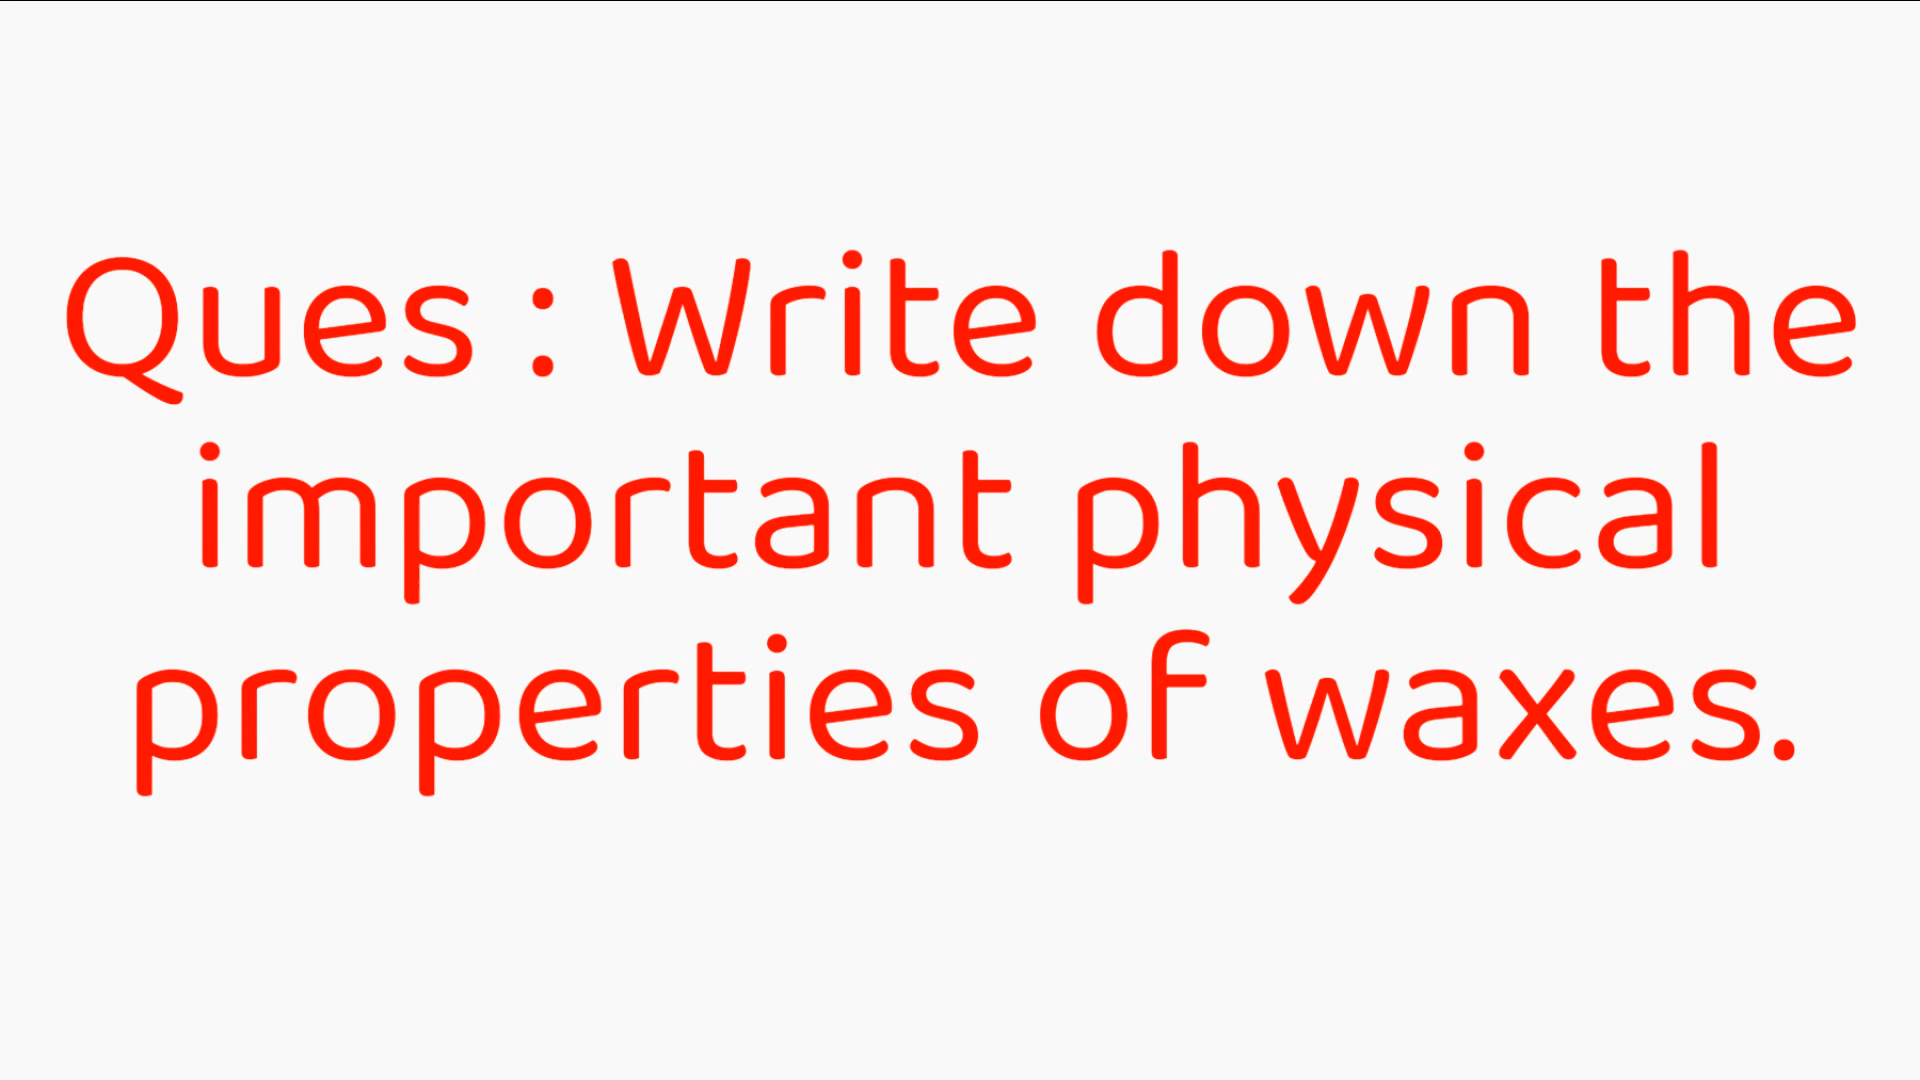 Ques : Write down the
important physical
properties of waxes.